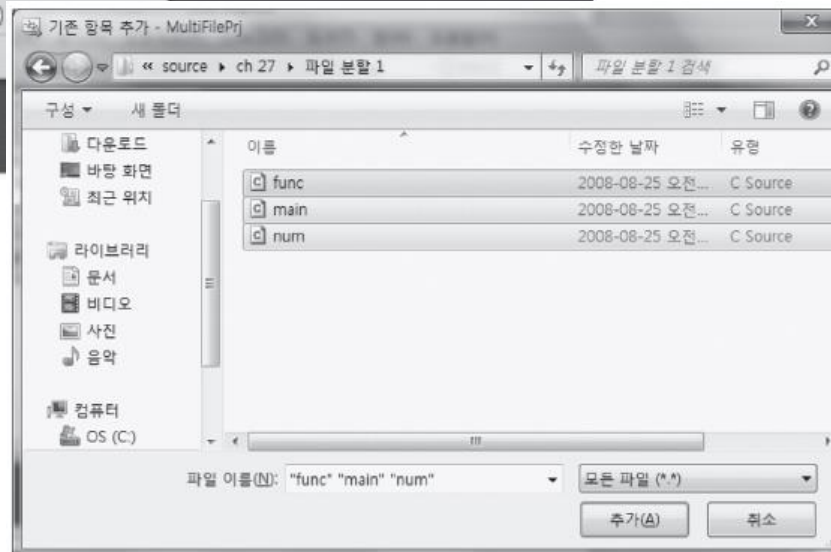 기존 항목 추가 - MultiFilePrj
« source ▸ ch 27 ▸ 파일 분할 1
파일 분할 1 검색
구성 새 폴더
다운로드
바탕 화면
최근 위치
라이브러리
문서
비디오
사진
음악
컴퓨터
OS (C:)
이름 수정한 날짜 유형
func 2008-08-25 오전... C Source
main 2008-08-25 오전... C Source
num 2008-08-25 오전... C Source
파일 이름(N): "func" "main" "num" 모든 파일 (*.*)
추가(A) 취소